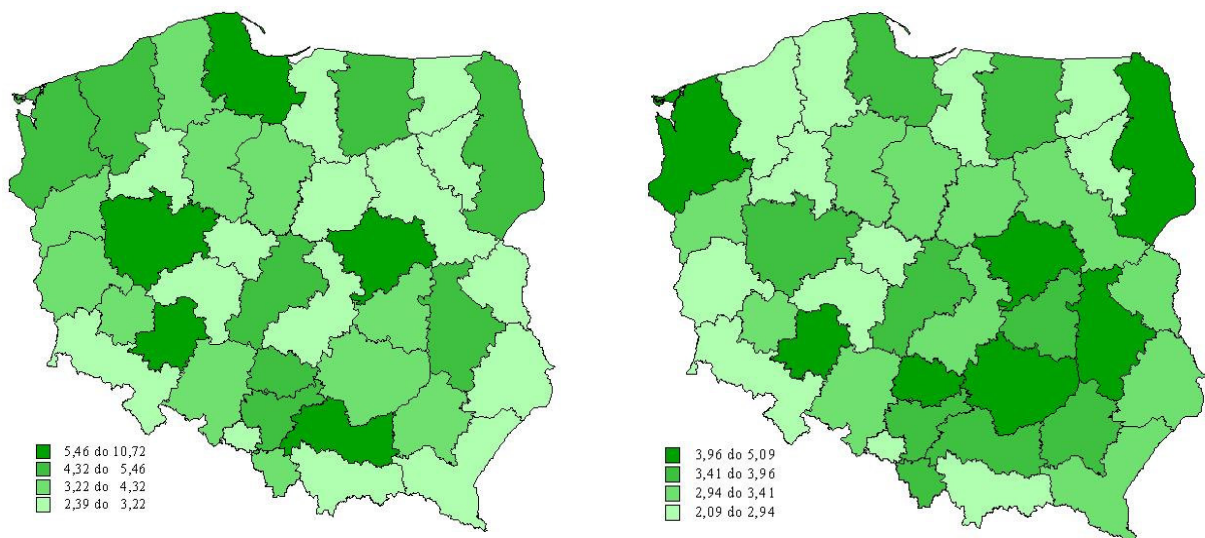 5,46 do 10,72
4,32 do 5,46
3,22 do 4,32
2,39 do 3,22
3,96 do 5,09
3,41 do 3,96
2,94 do 3,41
2,09 do 2,94